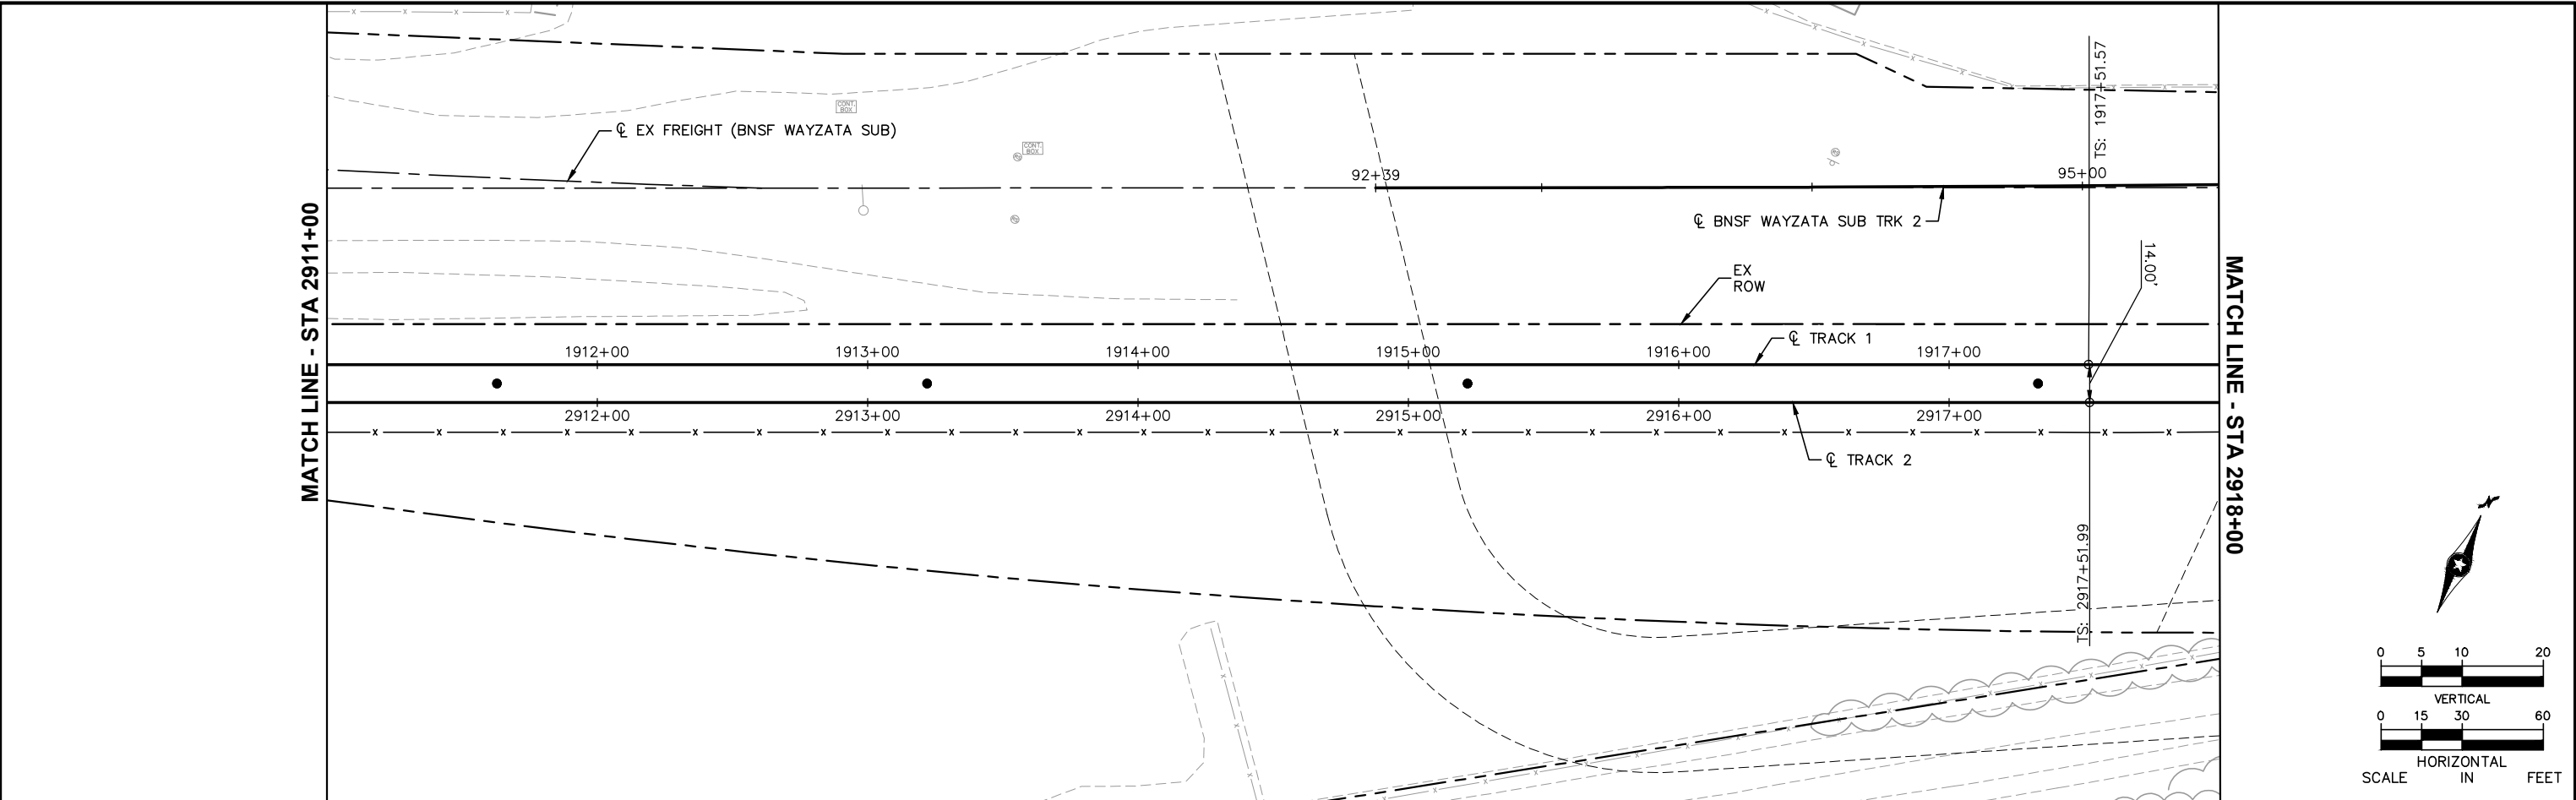 MATCH LINE - STA 2911+00
℄ EX FREIGHT (BNSF WAYZATA SUB)
CONT.
BOX
CONT.
BOX
92+39
95+00
TS: 1917+51.57
℄ BNSF WAYZATA SUB TRK 2
14.00'
EX
ROW
℄ TRACK 1
1912+00
1913+00
1914+00
1915+00
1916+00
1917+00
2912+00
2913+00
2914+00
2915+00
2916+00
2917+00
℄ TRACK 2
TS: 2917+51.99
MATCH LINE - STA 2918+00
N
0 5 10 20
VERTICAL
0 15 30 60
HORIZONTAL
SCALE IN FEET